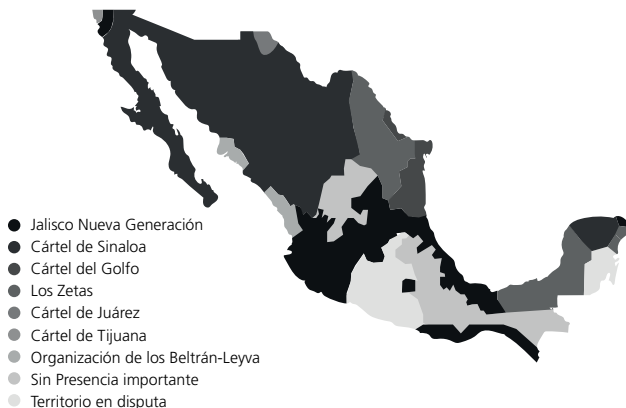 Jalisco Nueva Generación
Cártel de Sinaloa
Cártel del Golfo
Los Zetas
Cártel de Juárez
Cártel de Tijuana
Organización de los Beltrán-Leyva
Sin Presencia importante
Territorio en disputa